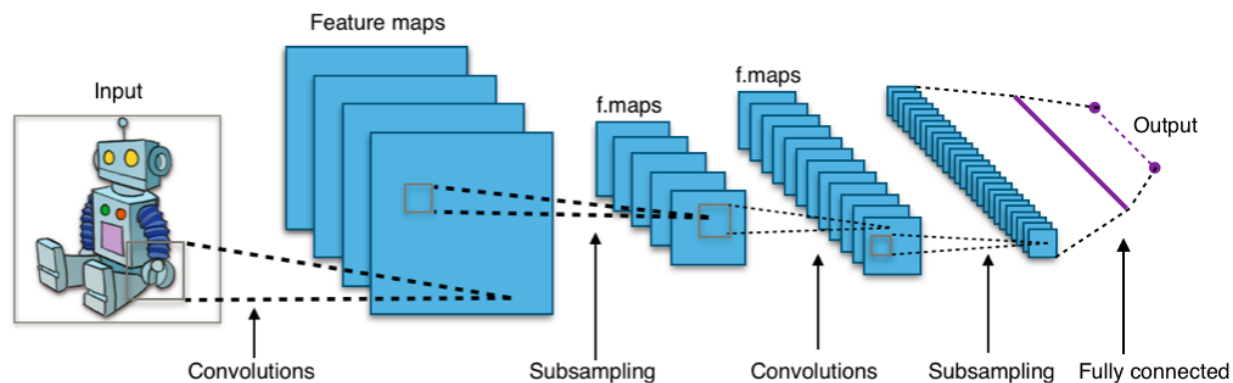 Feature maps
f.maps
f.maps
Input
Output
Convolutions
Subsampling
Convolutions
Subsampling
Fully connected